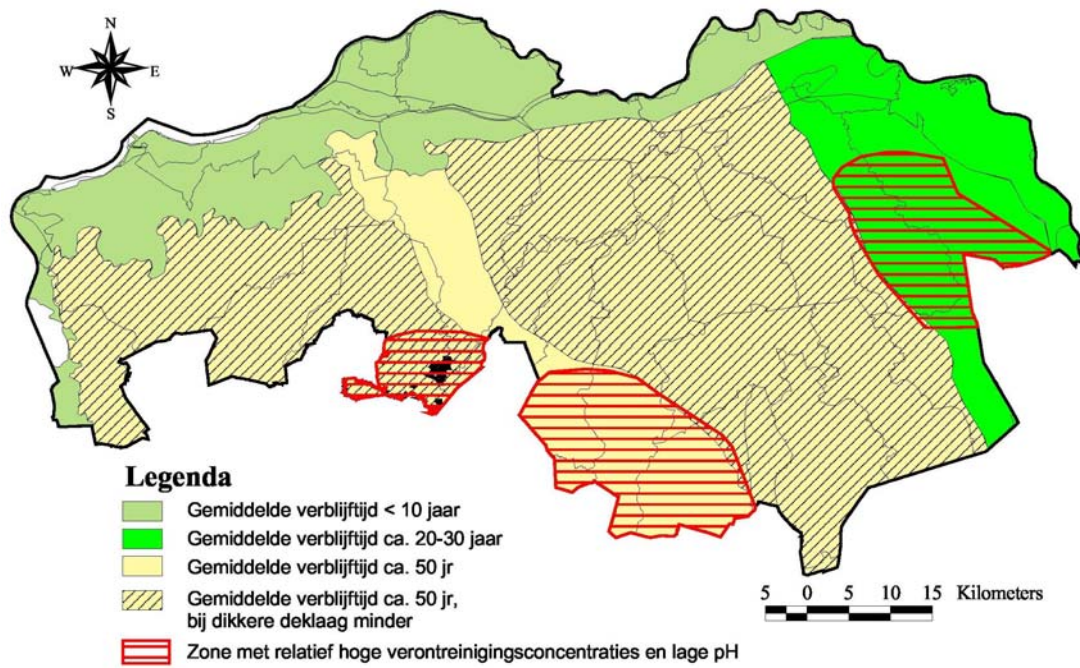 N
W E
S
Legenda
Gemiddelde verblijftijd < 10 jaar
Gemiddelde verblijftijd ca. 20-30 jaar
Gemiddelde verblijftijd ca. 50 jr
Gemiddelde verblijftijd ca. 50 jr,
bij dikkere deklaag minder
Zone met relatief hoge verontreinigingsconcentraties en lage pH
5 0 5 10 15 Kilometers